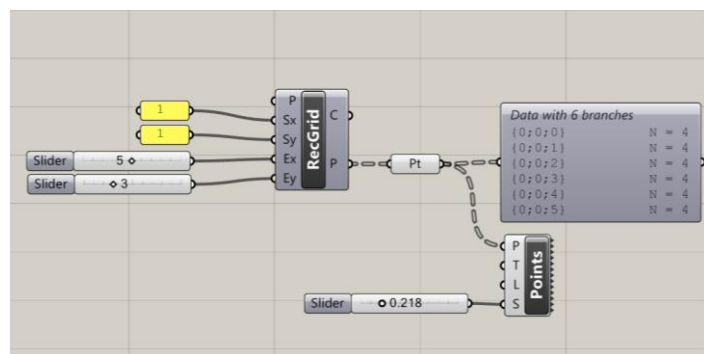 1
1
Slider 5
Slider 3
P
Sx
Sy
Ex
Ey
RecGrid
C
P
Pt
Data with 6 branches
{0;0;0} N = 4
{0;0;1} N = 4
{0;0;2} N = 4
{0;0;3} N = 4
{0;0;4} N = 4
{0;0;5} N = 4
P
T
L
S
Points
Slider 0.218